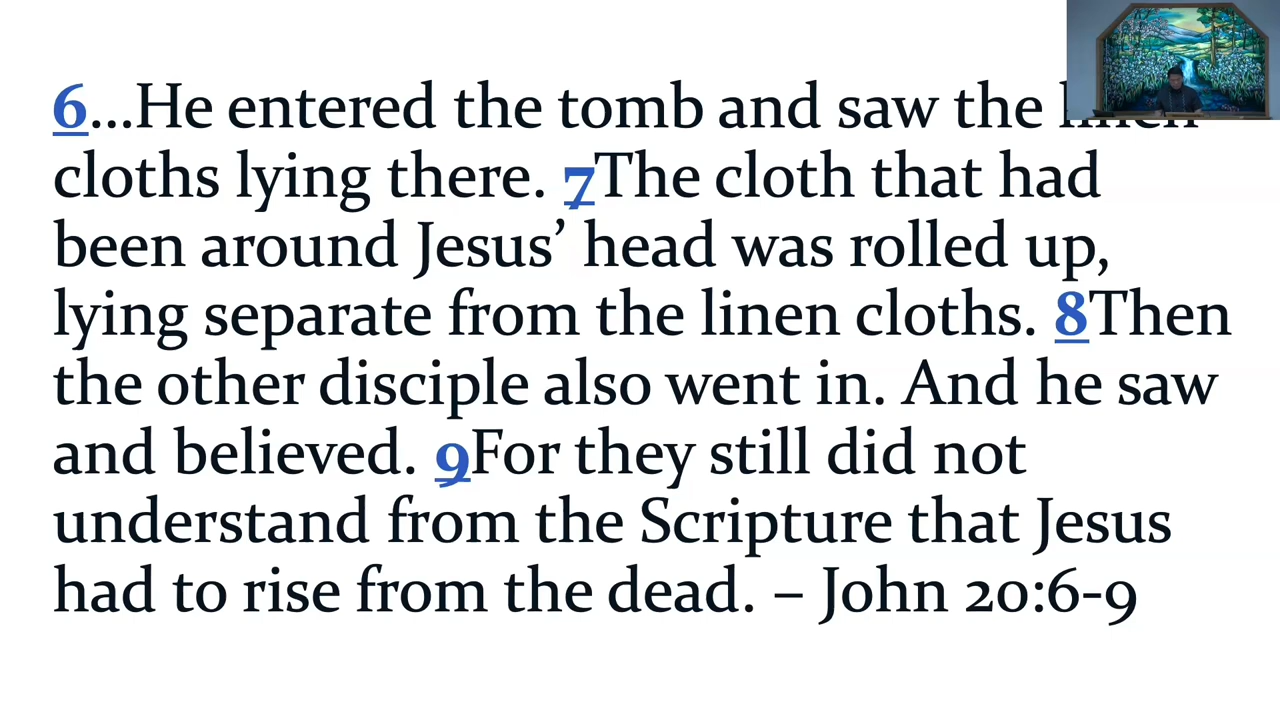 6...He entered the tomb and saw the linen
cloths lying there. 7The cloth that had
been around Jesus’ head was rolled up,
lying separate from the linen cloths. 8Then
the other disciple also went in. And he saw
and believed. 9For they still did not
understand from the Scripture that Jesus
had to rise from the dead. – John 20:6-9